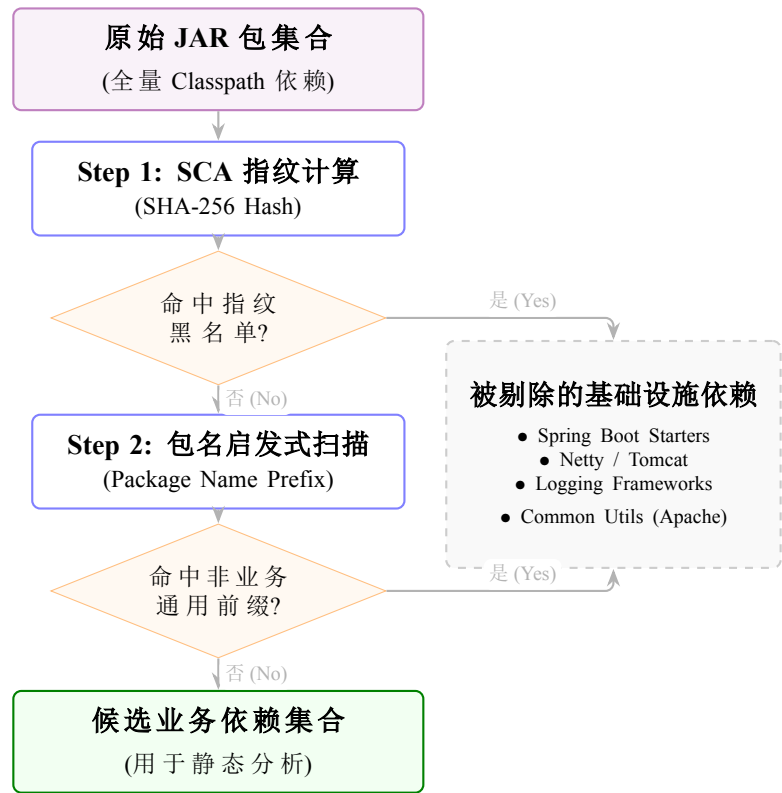 原始 JAR 包集合
(全量 Classpath 依赖)
Step 1: SCA 指纹计算
(SHA-256 Hash)
命中指纹
黑名单?
是 (Yes)
否 (No)
被剔除的基础设施依赖
● Spring Boot Starters
● Netty / Tomcat
● Logging Frameworks
● Common Utils (Apache)
Step 2: 包名启发式扫描
(Package Name Prefix)
命中非业务
通用前缀?
是 (Yes)
否 (No)
候选业务依赖集合
(用于静态分析)